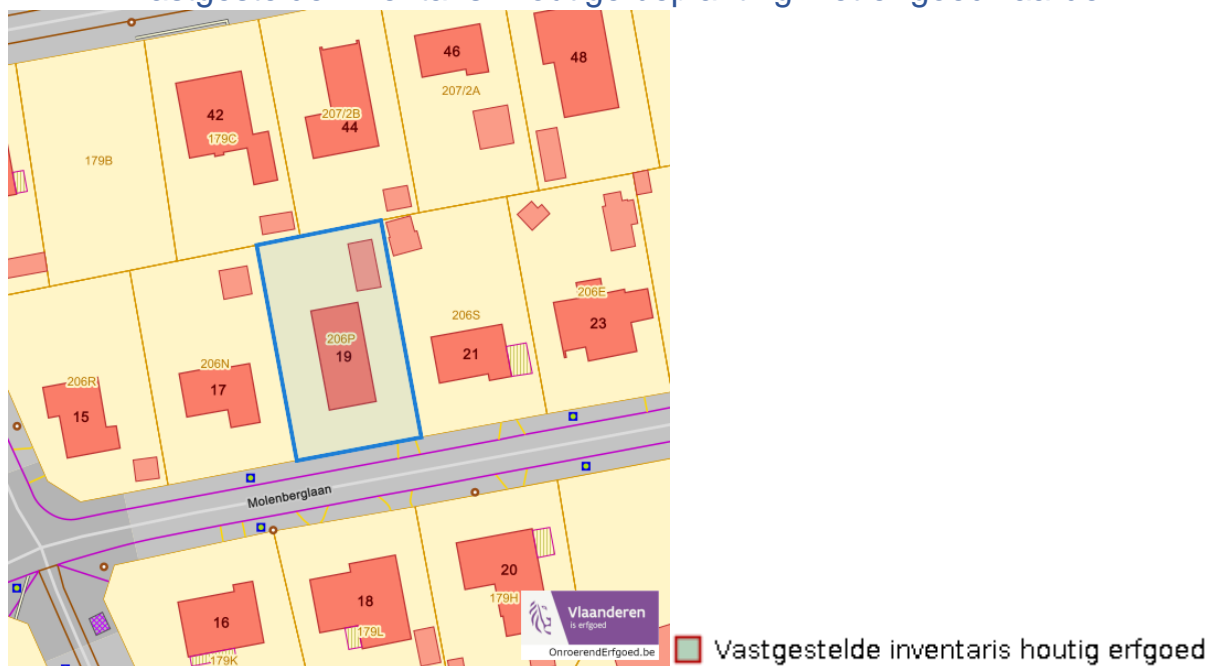 46
48
207/2A
42
207/2B
44
179C
179B
206E
206S
23
206P
19
21
206N
17
206R
15
Molenberglaan
20
179H
18
16
179L
179K
Vlaanderen
is erfgoed
OnroerendErfgoed.be
Vastgestelde inventaris houtig erfgoed